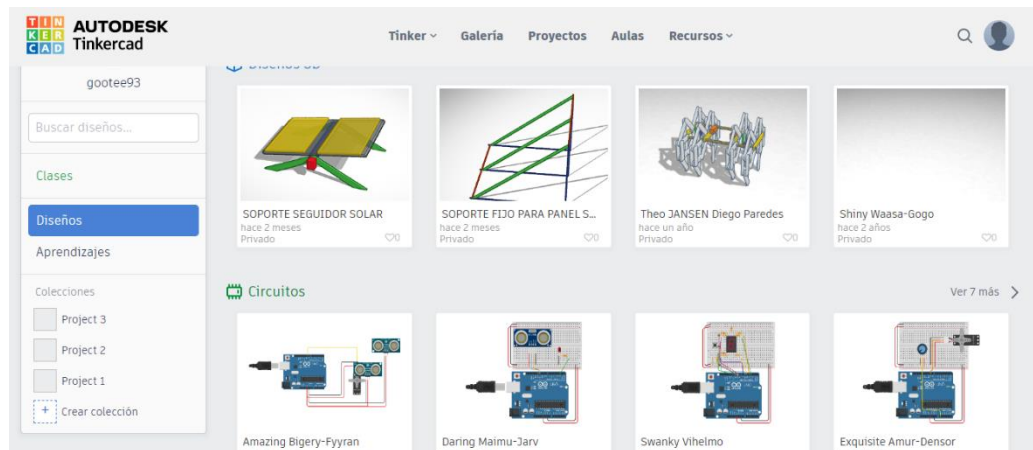 TIN
KER
CAD
AUTODESK
Tinkercad
Tinker
Galería
Proyectos
Aulas
Recursos
gootee93
Buscar diseños...
Clases
Diseños
Aprendizajes
Colecciones
Project 3
Project 2
Project 1
+ Crear colección
Diseños 3D
SOPORTE SEGUIDOR SOLAR
hace 2 meses
Privado
0
SOPORTE FIJO PARA PANEL S...
hace 2 meses
Privado
0
Theo JANSEN Diego Paredes
hace un año
Privado
0
Shiny Waasa-Gogo
hace 2 años
Privado
0
Circuitos
Ver 7 más
Amazing Bigery-Fyyran
Daring Maimu-Jarv
Swanky Vihelmo
Exquisite Amur-Densor